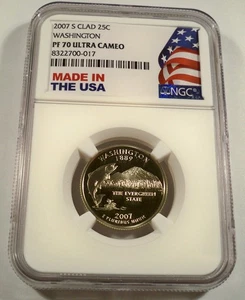 2007 S CLAD 25C
WASHINGTON
PF 70 ULTRA CAMEO
8322700-017
MADE IN
THE USA
NGC
WASHINGTON
1889
THE EVERGREEN
STATE
2007
E PLURIBUS UNUM